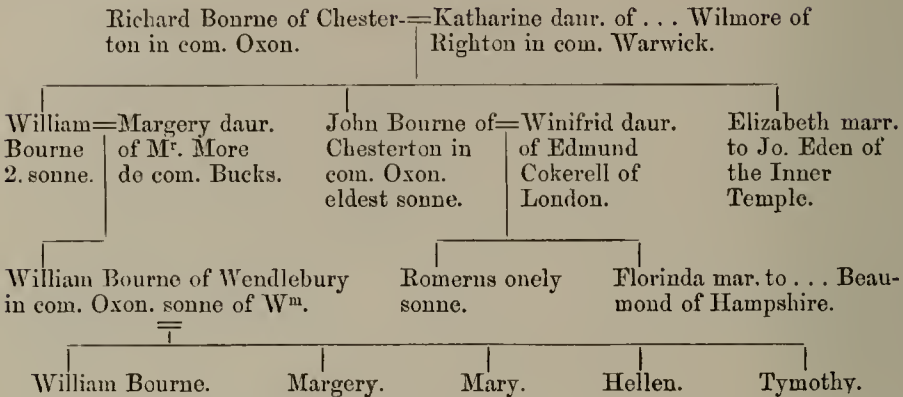 Richard Bourne of Chester-=Katharine daur. of . . . Wilmore of
ton in com. Oxon.
Righton in com. Warwick.
William=Margery daur.
Bourne
of Mr. More
2. sonne.
de com. Bucks.
John Bourne of=Winifrid daur.
Chesterton in
of Edmund
com. Oxon.
Cokerell of
eldest sonne.
London.
Elizabeth marr.
to Jo. Eden of
the Inner
Temple.
William Bourne of Wendlebury
in com. Oxon. sonne of Wm.
Romerns onely
sonne.
Florinda mar. to . . . Beau-
mond of Hampshire.
William Bourne.
Margery.
Mary.
Hellen.
Tymothy.